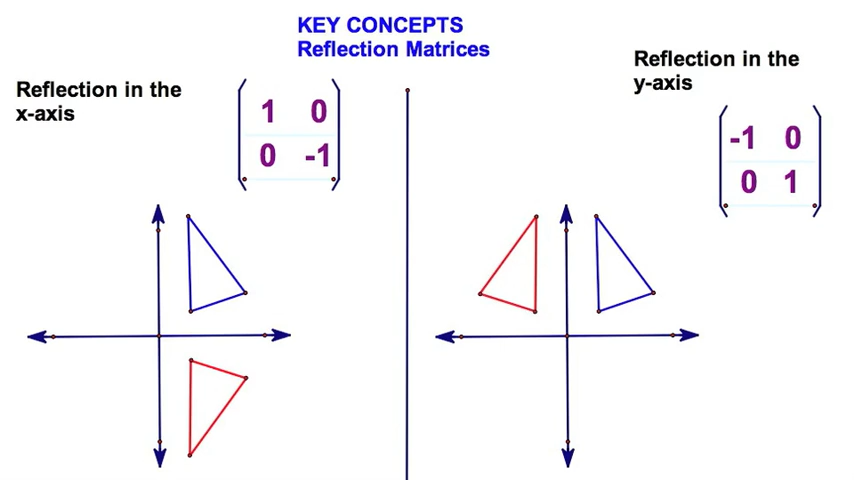 KEY CONCEPTS
Reflection Matrices
Reflection in the
x-axis
1 0
0 -1
Reflection in the
y-axis
-1 0
0 1